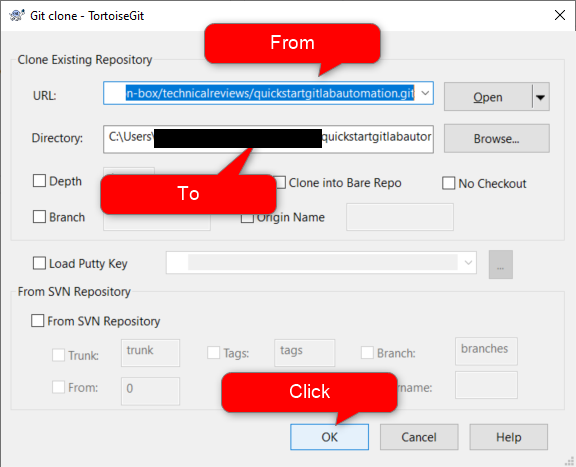 Git clone - TortoiseGit
From
Clone Existing Repository
URL: n-box/technicalreviews/quickstartgitlabautomation.git Open
Directory: C:\Users\ quickstartgitlabautor Browse...
Depth Clone into Bare Repo No Checkout
To
Branch Origin Name
Load Putty Key ...
From SVN Repository
From SVN Repository
Trunk: trunk Tags: tags Branch: branches
From: 0 rname:
Click
OK Cancel Help